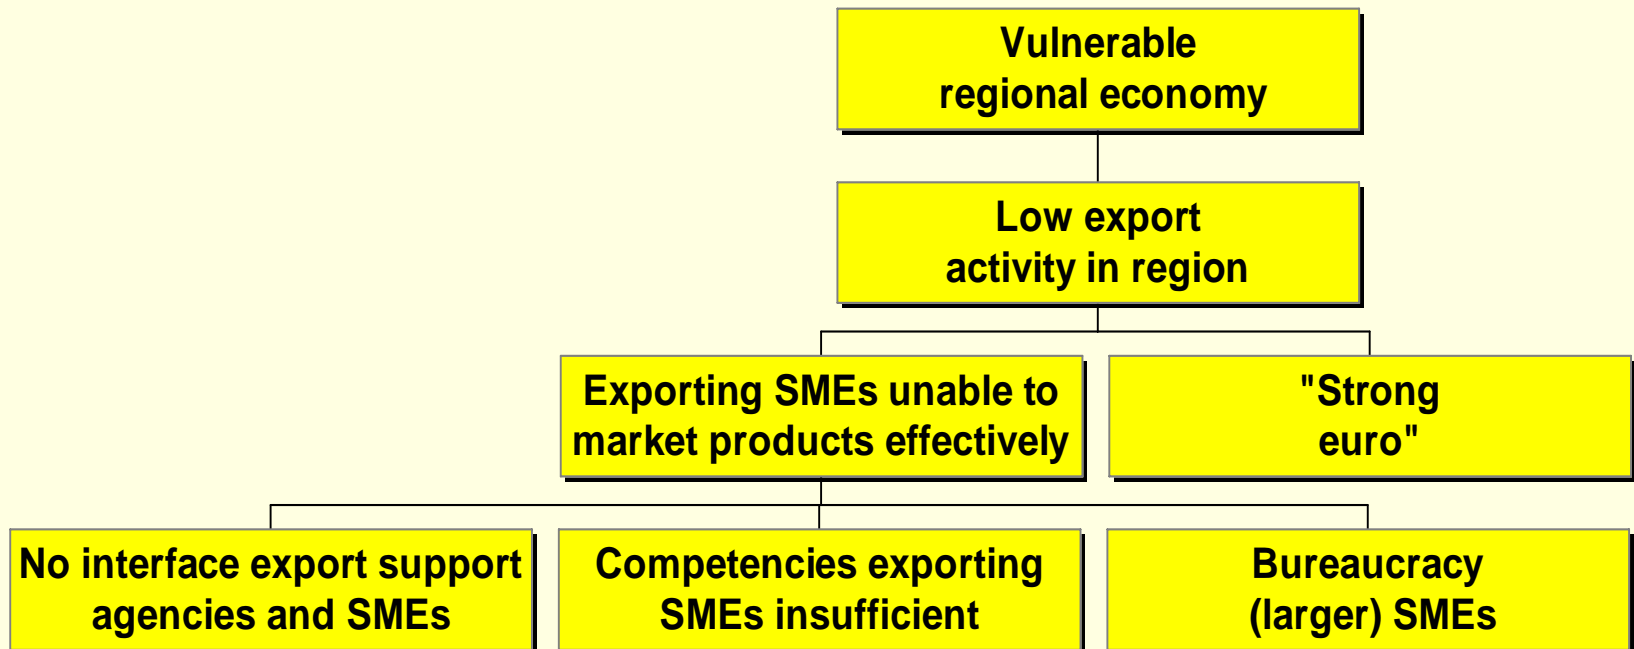 Vulnerable
regional economy
Low export
activity in region
Exporting SMEs unable to
market products effectively
"Strong
euro"
No interface export support
agencies and SMEs
Competencies exporting
SMEs insufficient
Bureaucracy
(larger) SMEs